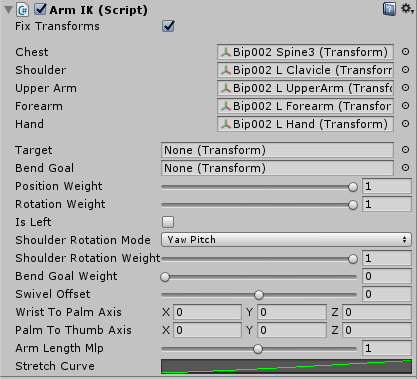 Arm IK (Script)
Fix Transforms
Chest Bip002 Spine3 (Transform)
Shoulder Bip002 L Clavicle (Transforr
Upper Arm Bip002 L UpperArm (Transfo
Forearm Bip002 L Forearm (Transfor
Hand Bip002 L Hand (Transform)
Target None (Transform)
Bend Goal None (Transform)
Position Weight 1
Rotation Weight 1
Is Left
Shoulder Rotation Mode Yaw Pitch
Shoulder Rotation Weight 1
Bend Goal Weight 0
Swivel Offset 0
Wrist To Palm Axis X 0 Y 0 Z 0
Palm To Thumb Axis X 0 Y 0 Z 0
Arm Length Mlp 1
Stretch Curve